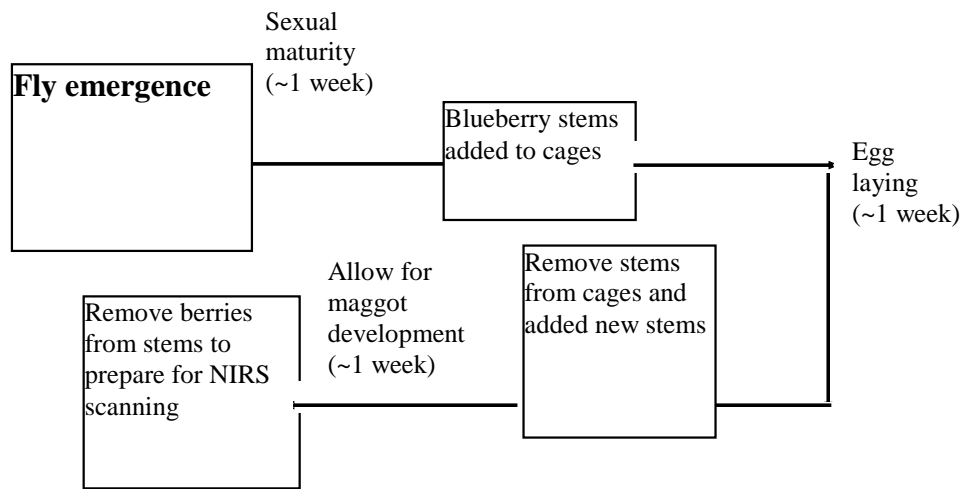 Fly emergence
Sexual
maturity
(~1 week)
Blueberry stems
added to cages
Egg
laying
(~1 week)
Remove stems
from cages and
added new stems
Allow for
maggot
development
(~1 week)
Remove berries
from stems to
prepare for NIRS
scanning